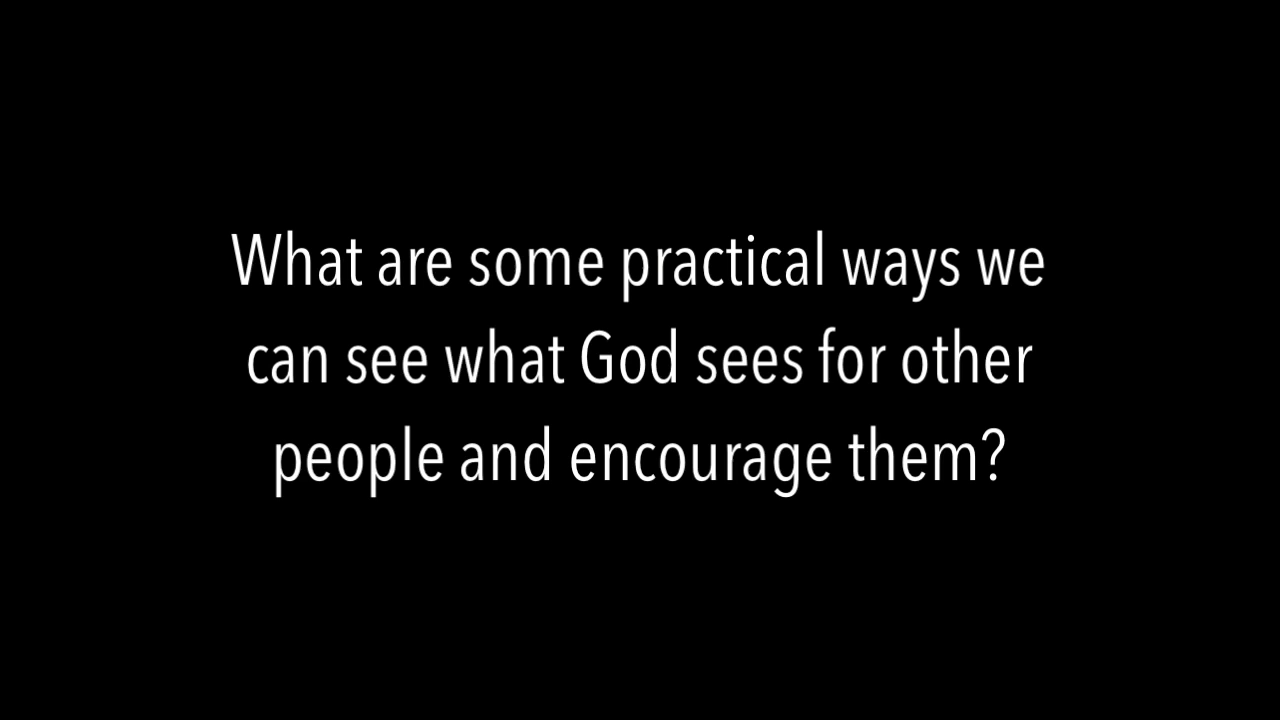 What are some practical ways we
can see what God sees for other
people and encourage them?